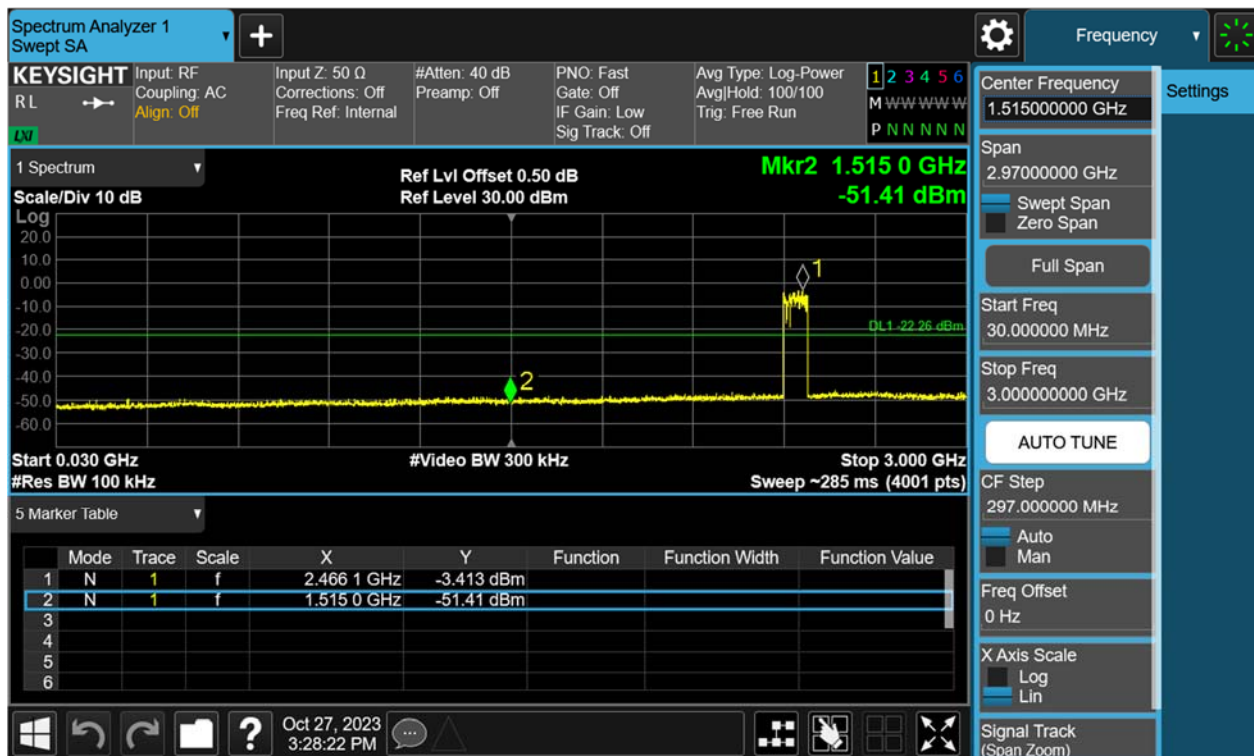 Spectrum Analyzer 1
Swept SA
+
Frequency
KEYSIGHT
RL
LXI
Input: RF
Coupling: AC
Align: Off
Input Z: 50 Ω
Corrections: Off
Freq Ref: Internal
#Atten: 40 dB
Preamp: Off
PNO: Fast
Gate: Off
IF Gain: Low
Sig Track: Off
Avg Type: Log-Power
Avg|Hold: 100/100
Trig: Free Run
1 2 3 4 5 6
M W W W W W
P N N N N N
1 Spectrum
Scale/Div 10 dB
Ref Lvl Offset 0.50 dB
Ref Level 30.00 dBm
Mkr2 1.515 0 GHz
-51.41 dBm
Log
20.0
10.0
0.00
-10.0
-20.0
-30.0
-40.0
-50.0
-60.0
1
DL1 -22.26 dBm
2
Start 0.030 GHz
#Video BW 300 kHz
Stop 3.000 GHz
#Res BW 100 kHz
Sweep ~285 ms (4001 pts)
5 Marker Table
Mode Trace Scale X Y Function Function Width Function Value
1 N 1 f 2.466 1 GHz -3.413 dBm
2 N 1 f 1.515 0 GHz -51.41 dBm
3
4
5
6
?
Oct 27, 2023
3:28:22 PM
Center Frequency
1.515000000 GHz
Settings
Span
2.97000000 GHz
Swept Span
Zero Span
Full Span
Start Freq
30.000000 MHz
Stop Freq
3.000000000 GHz
AUTO TUNE
CF Step
297.000000 MHz
Auto
Man
Freq Offset
0 Hz
X Axis Scale
Log
Lin
Signal Track
(Span Zoom)